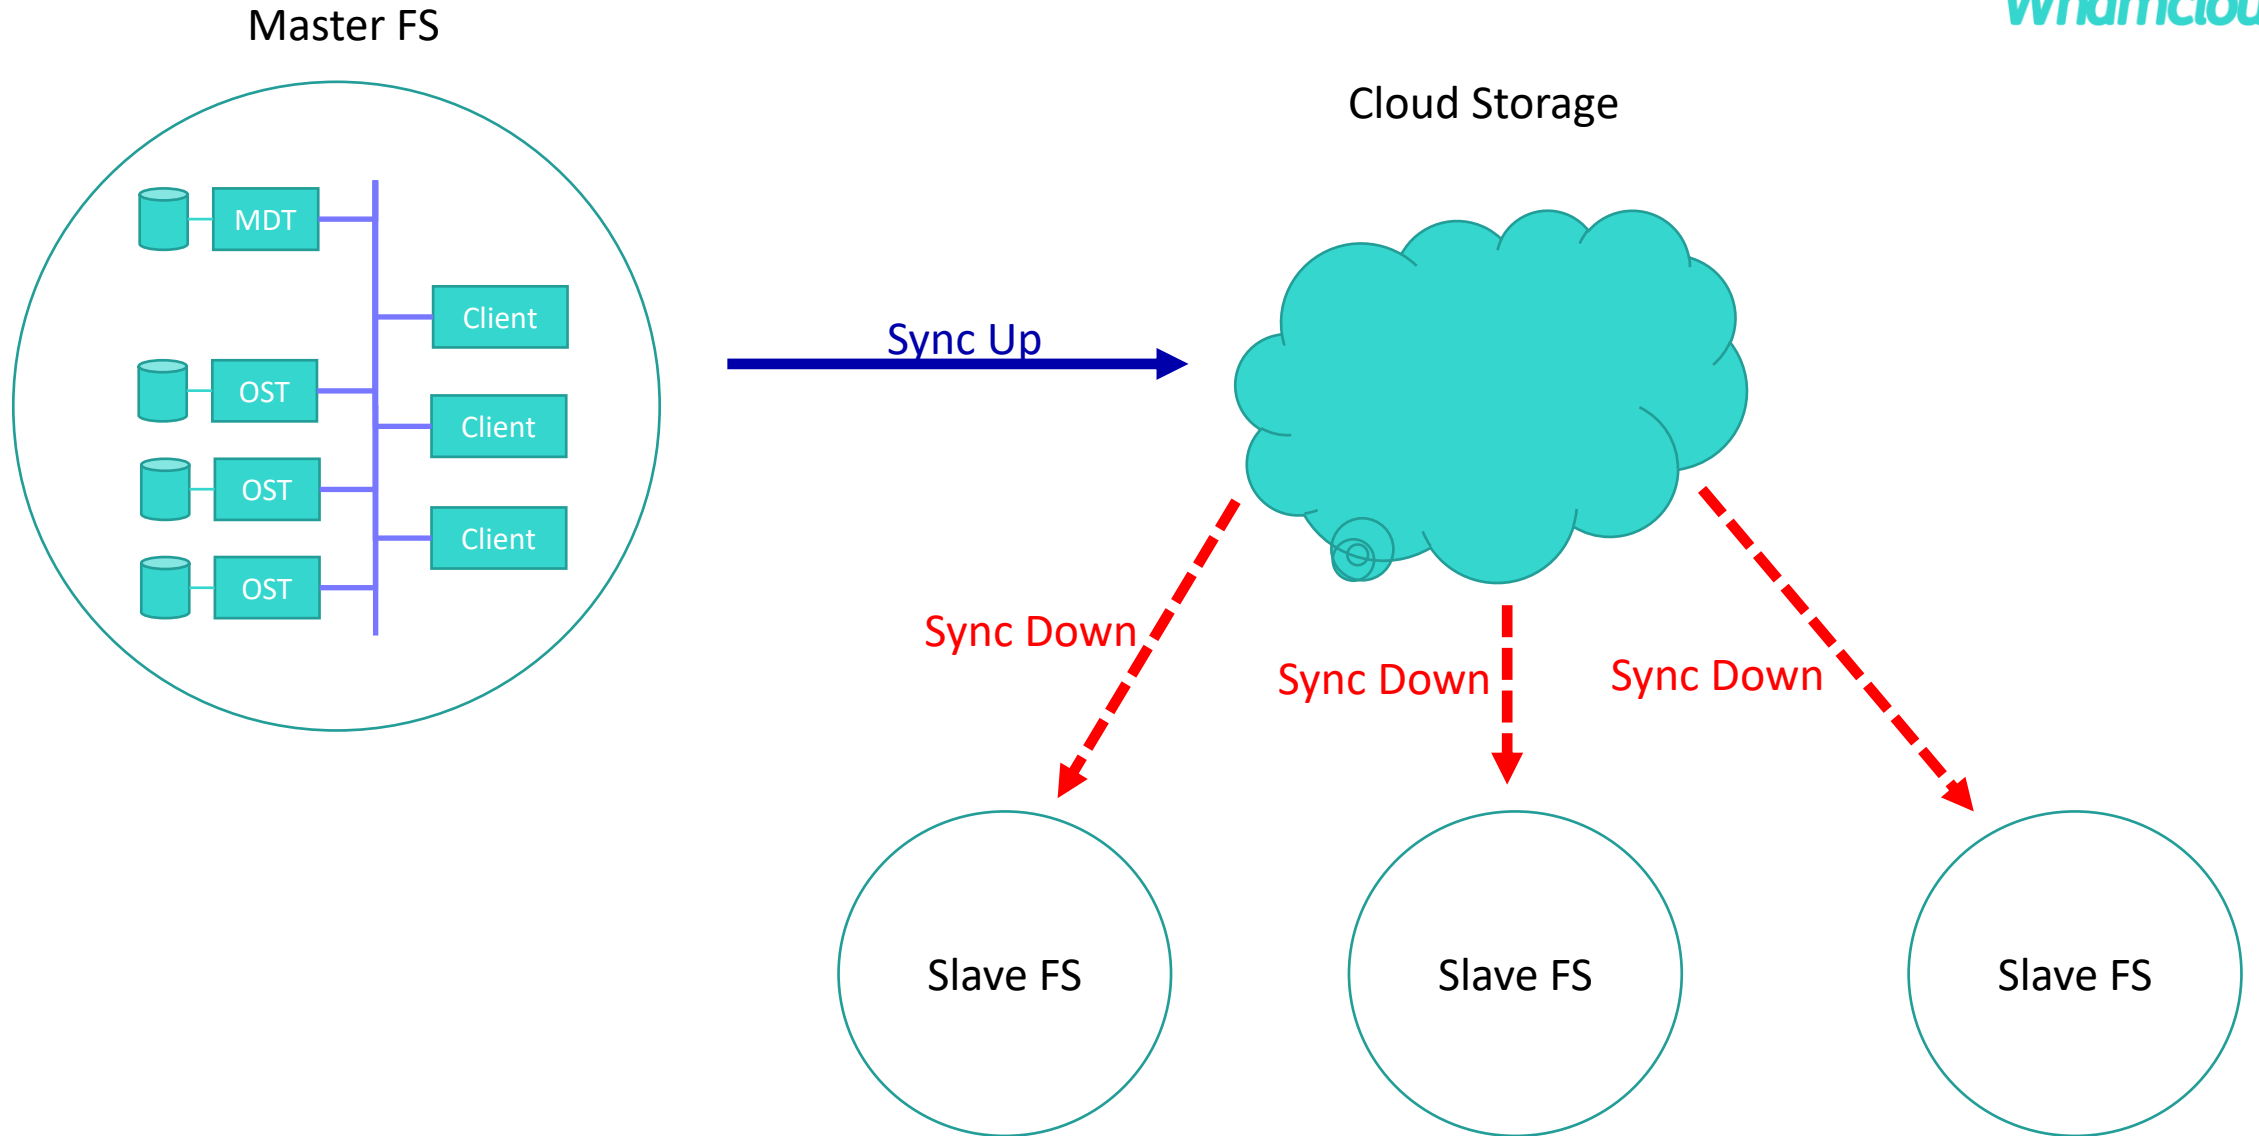 Master FS
Cloud Storage
MDT
Client
Sync Up
OST
Client
OST
Client
OST
Sync Down
Sync Down
Sync Down
Slave FS
Slave FS
Slave FS